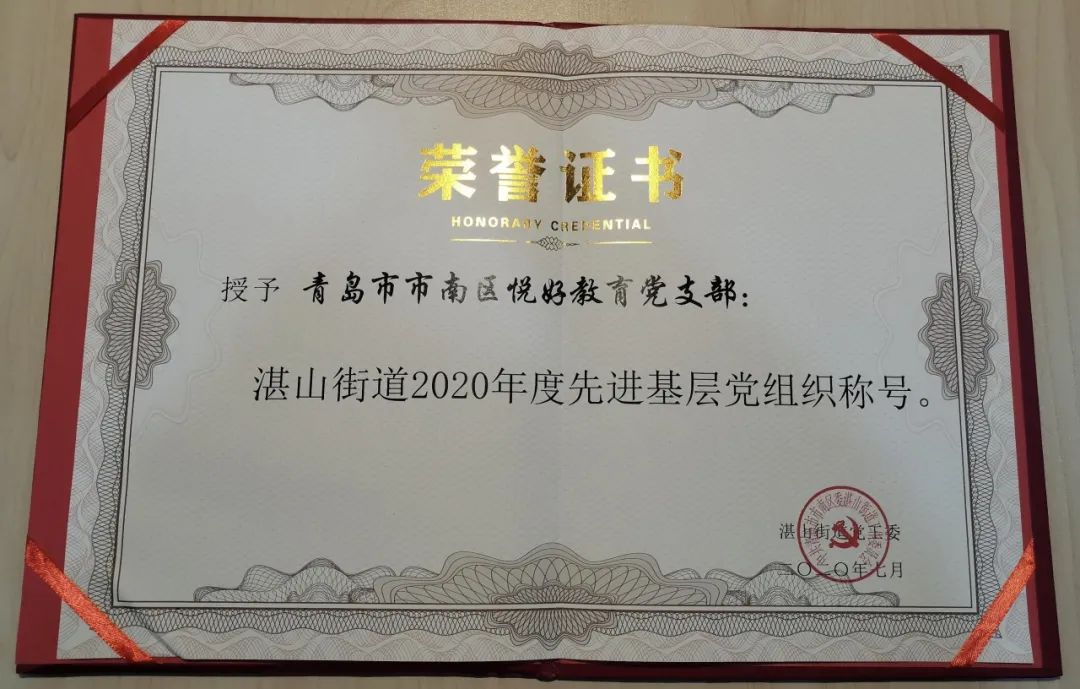 荣誉证书
HONORARY CREDENTIAL
授予 青岛市市南区悦好教育党支部：
湛山街道2020年度先进基层党组织称号。
湛山街道党工委
二〇二〇年七月